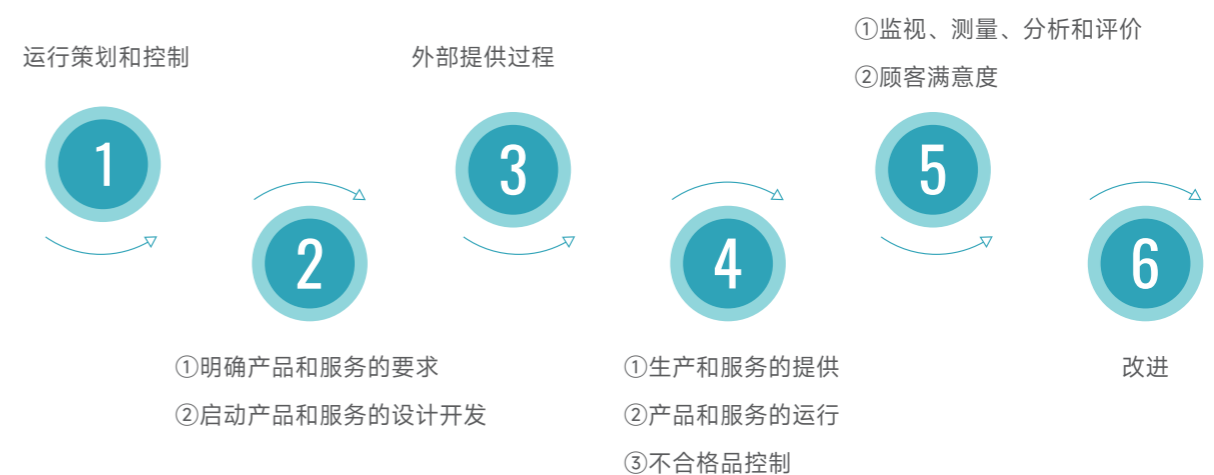 运行策划和控制
1
①明确产品和服务的要求
②启动产品和服务的设计开发
2
外部提供过程
3
①生产和服务的提供
②产品和服务的运行
③不合格品控制
4
①监视、测量、分析和评价
②顾客满意度
5
改进
6